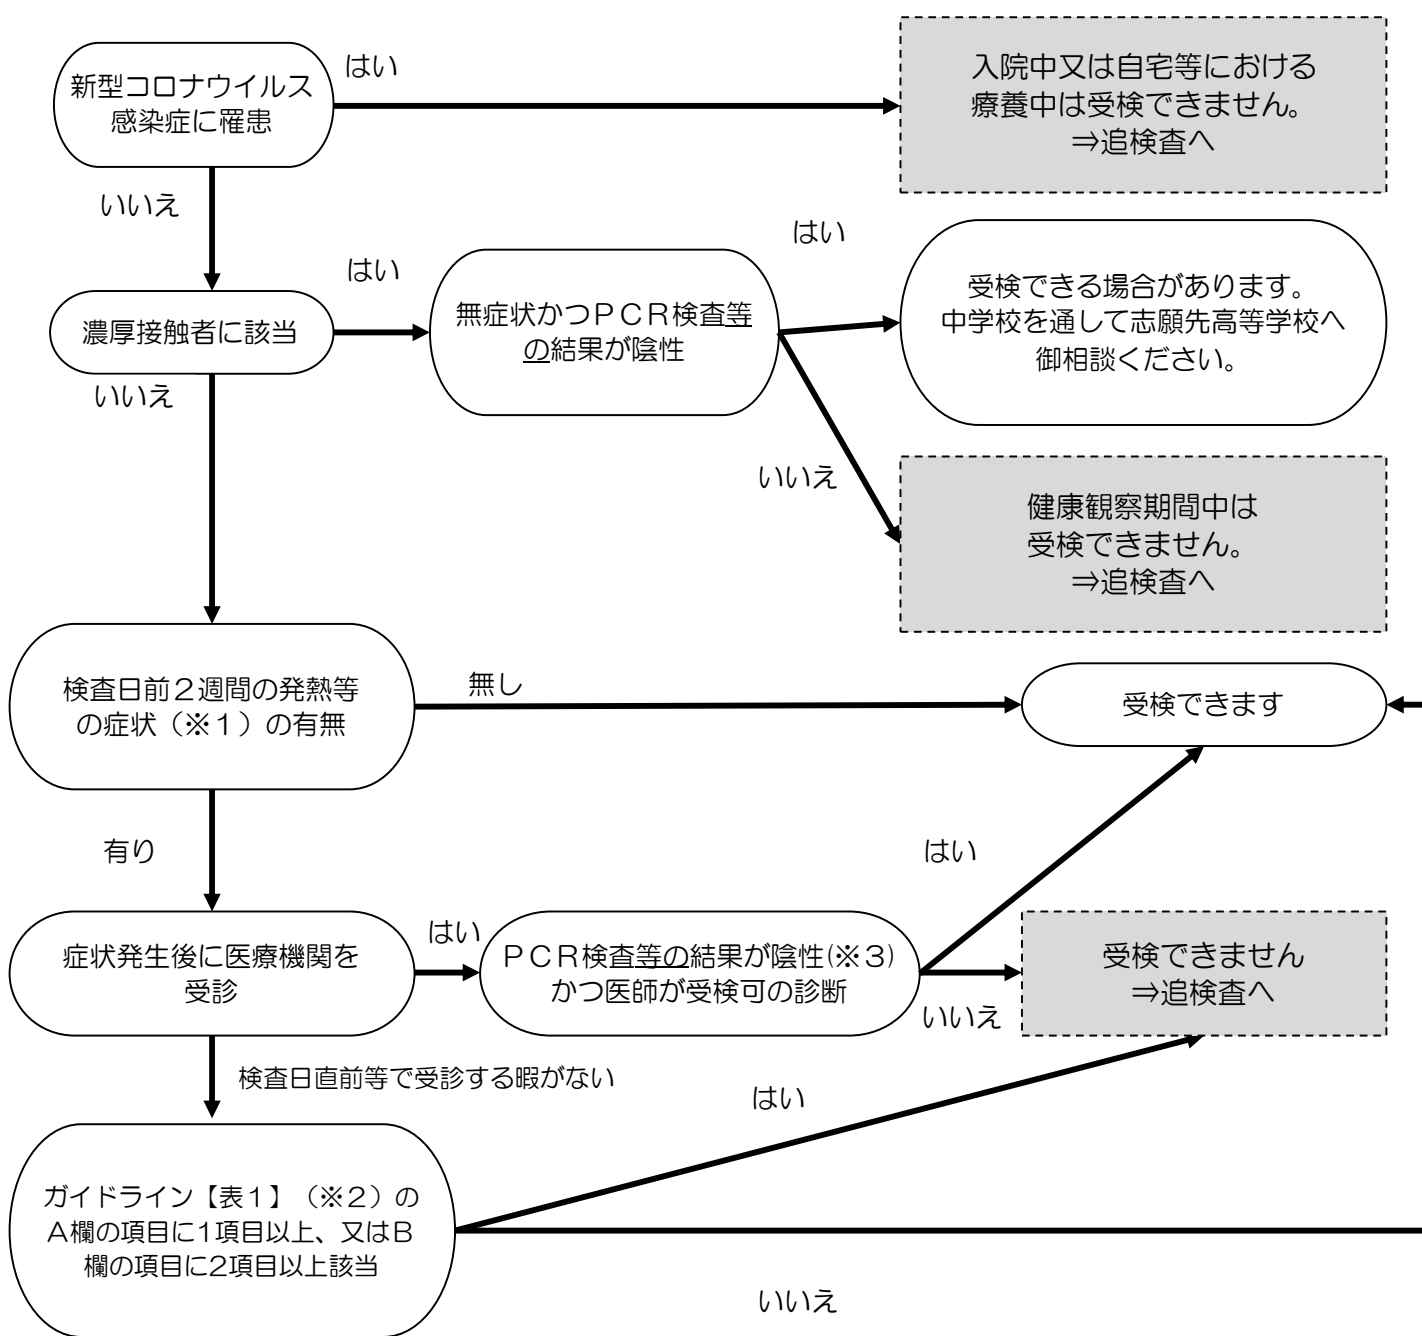 新型コロナウイルス
感染症に罹患
はい
入院中又は自宅等における
療養中は受検できません。
⇒追検査へ
いいえ
濃厚接触者に該当
はい
無症状かつＰＣＲ検査等
の結果が陰性
はい
受検できる場合があります。
中学校を通して志願先高等学校へ
御相談ください。
いいえ
健康観察期間中は
受検できません。
⇒追検査へ
いいえ
検査日前２週間の発熱等
の症状（※１）の有無
無し
受検できます
有り
症状発生後に医療機関を
受診
はい
ＰＣＲ検査等の結果が陰性(※３)
かつ医師が受検可の診断
はい
いいえ
受検できません
⇒追検査へ
検査日直前等で受診する暇がない
ガイドライン【表１】（※２）の
Ａ欄の項目に1項目以上、又はＢ
欄の項目に2項目以上該当
はい
いいえ